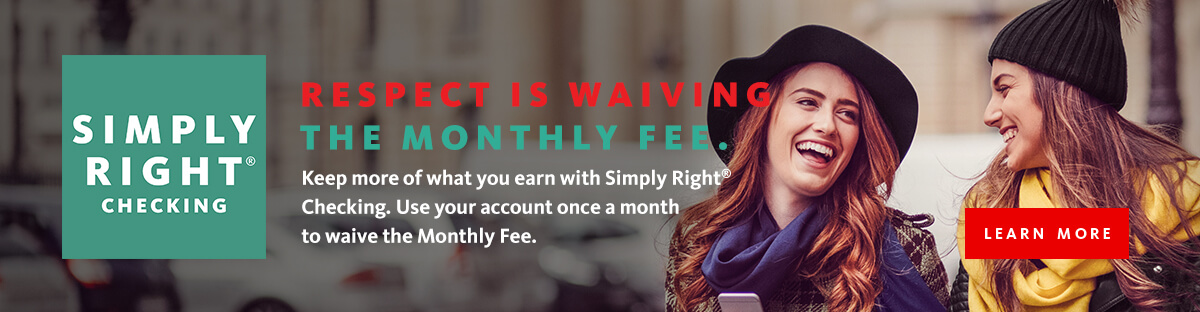 SIMPLY
RIGHT®
CHECKING
RESPECT IS WAIVING
THE MONTHLY FEE.
Keep more of what you earn with Simply Right®
Checking. Use your account once a month
to waive the Monthly Fee.
LEARN MORE